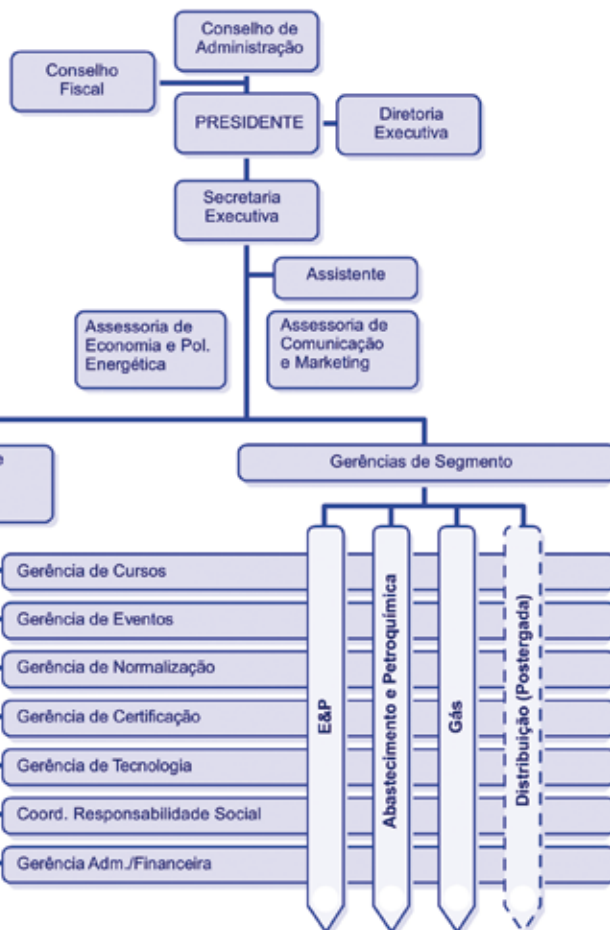 Conselho de
Administração
Conselho
Fiscal
PRESIDENTE
Diretoria
Executiva
Secretaria
Executiva
Assistente
Assessoria de
Economia e Pol.
Energética
Assessoria de
Comunicação
e Marketing
Gerências de Segmento
Gerência de Cursos
Gerência de Eventos
Gerência de Normalização
Gerência de Certificação
Gerência de Tecnologia
Coord. Responsabilidade Social
Gerência Adm./Financeira
E&P
Abastecimento e Petroquímica
Gás
Distribuição (Postergada)